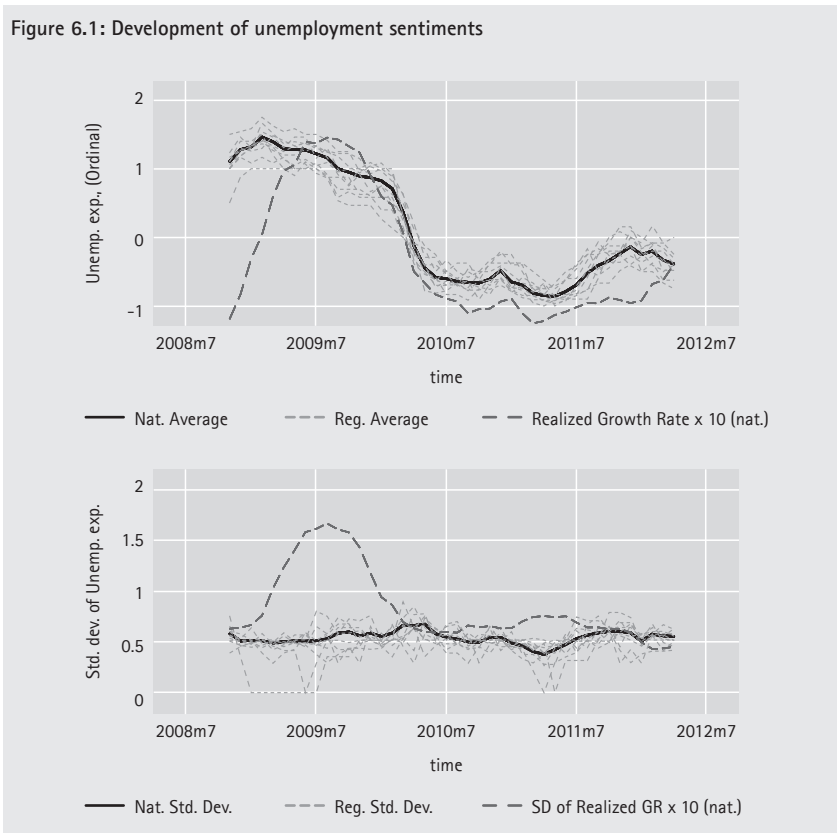 Figure 6.1: Development of unemployment sentiments
Unemp. exp., (Ordinal)
2
1
0
-1
2008m7 2009m7 2010m7 2011m7 2012m7
time
Nat. Average Reg. Average Realized Growth Rate x 10 (nat.)
Std. dev. of Unemp. exp.
2
1.5
1
0.5
0
2008m7 2009m7 2010m7 2011m7 2012m7
time
Nat. Std. Dev. Reg. Std. Dev. SD of Realized GR x 10 (nat.)